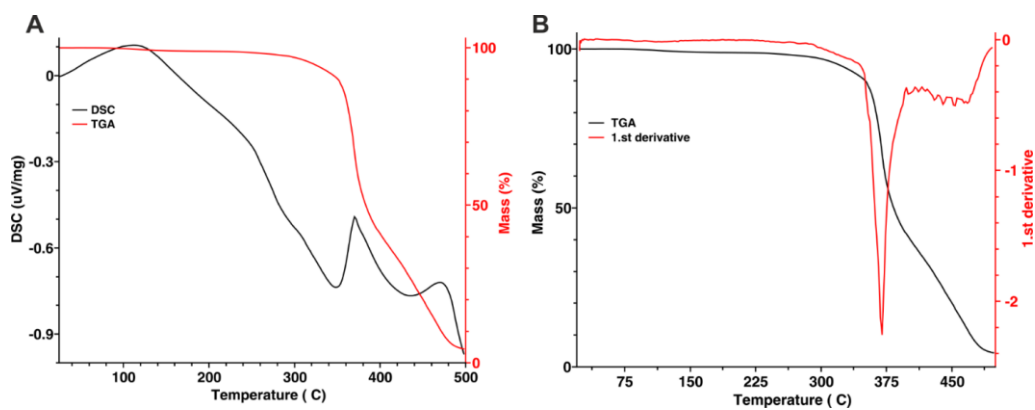 A
0
-0.3
-0.6
-0.9
DSC (uV/mg)
DSC
TGA
100
50
0
Mass (%)
100
200
300
400
500
Temperature ( C)
B
100
50
0
Mass (%)
TGA
1.st derivative
0
-1
-2
1.st derivative
75
150
225
300
375
450
Temperature ( C)